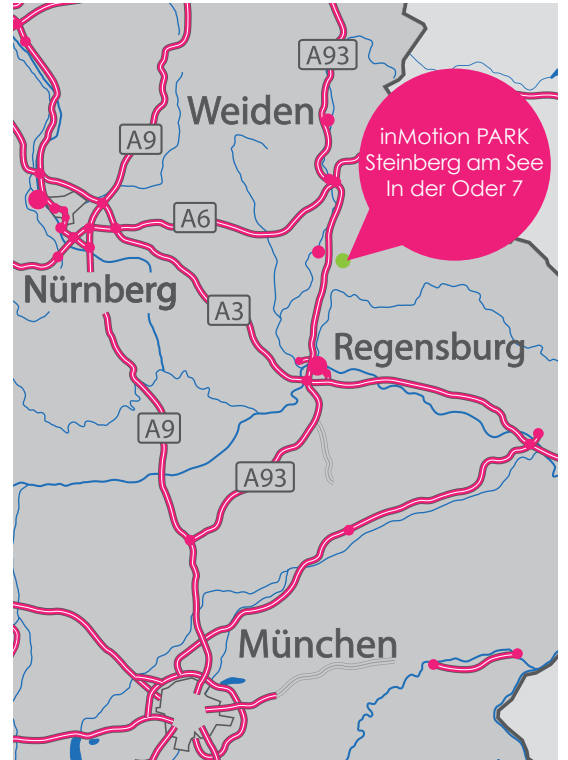 A93
Weiden
A9
inMotion PARK
Steinberg am See
In der Oder 7
A6
Nürnberg
A3
Regensburg
A9
A93
München